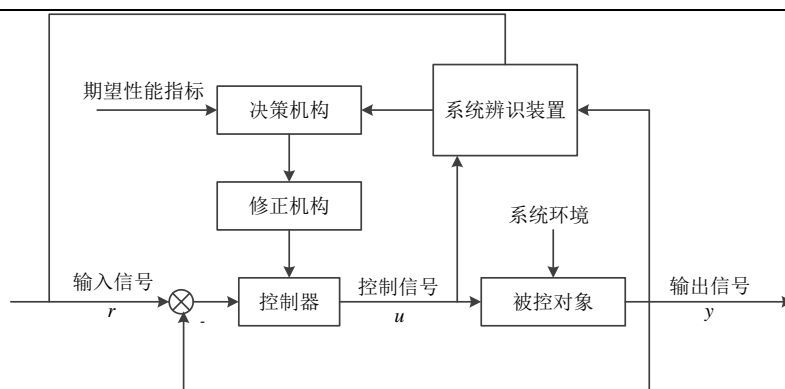 期望性能指标
决策机构
系统辨识装置
修正机构
系统环境
输入信号
r
-
控制器
控制信号
u
被控对象
输出信号
y